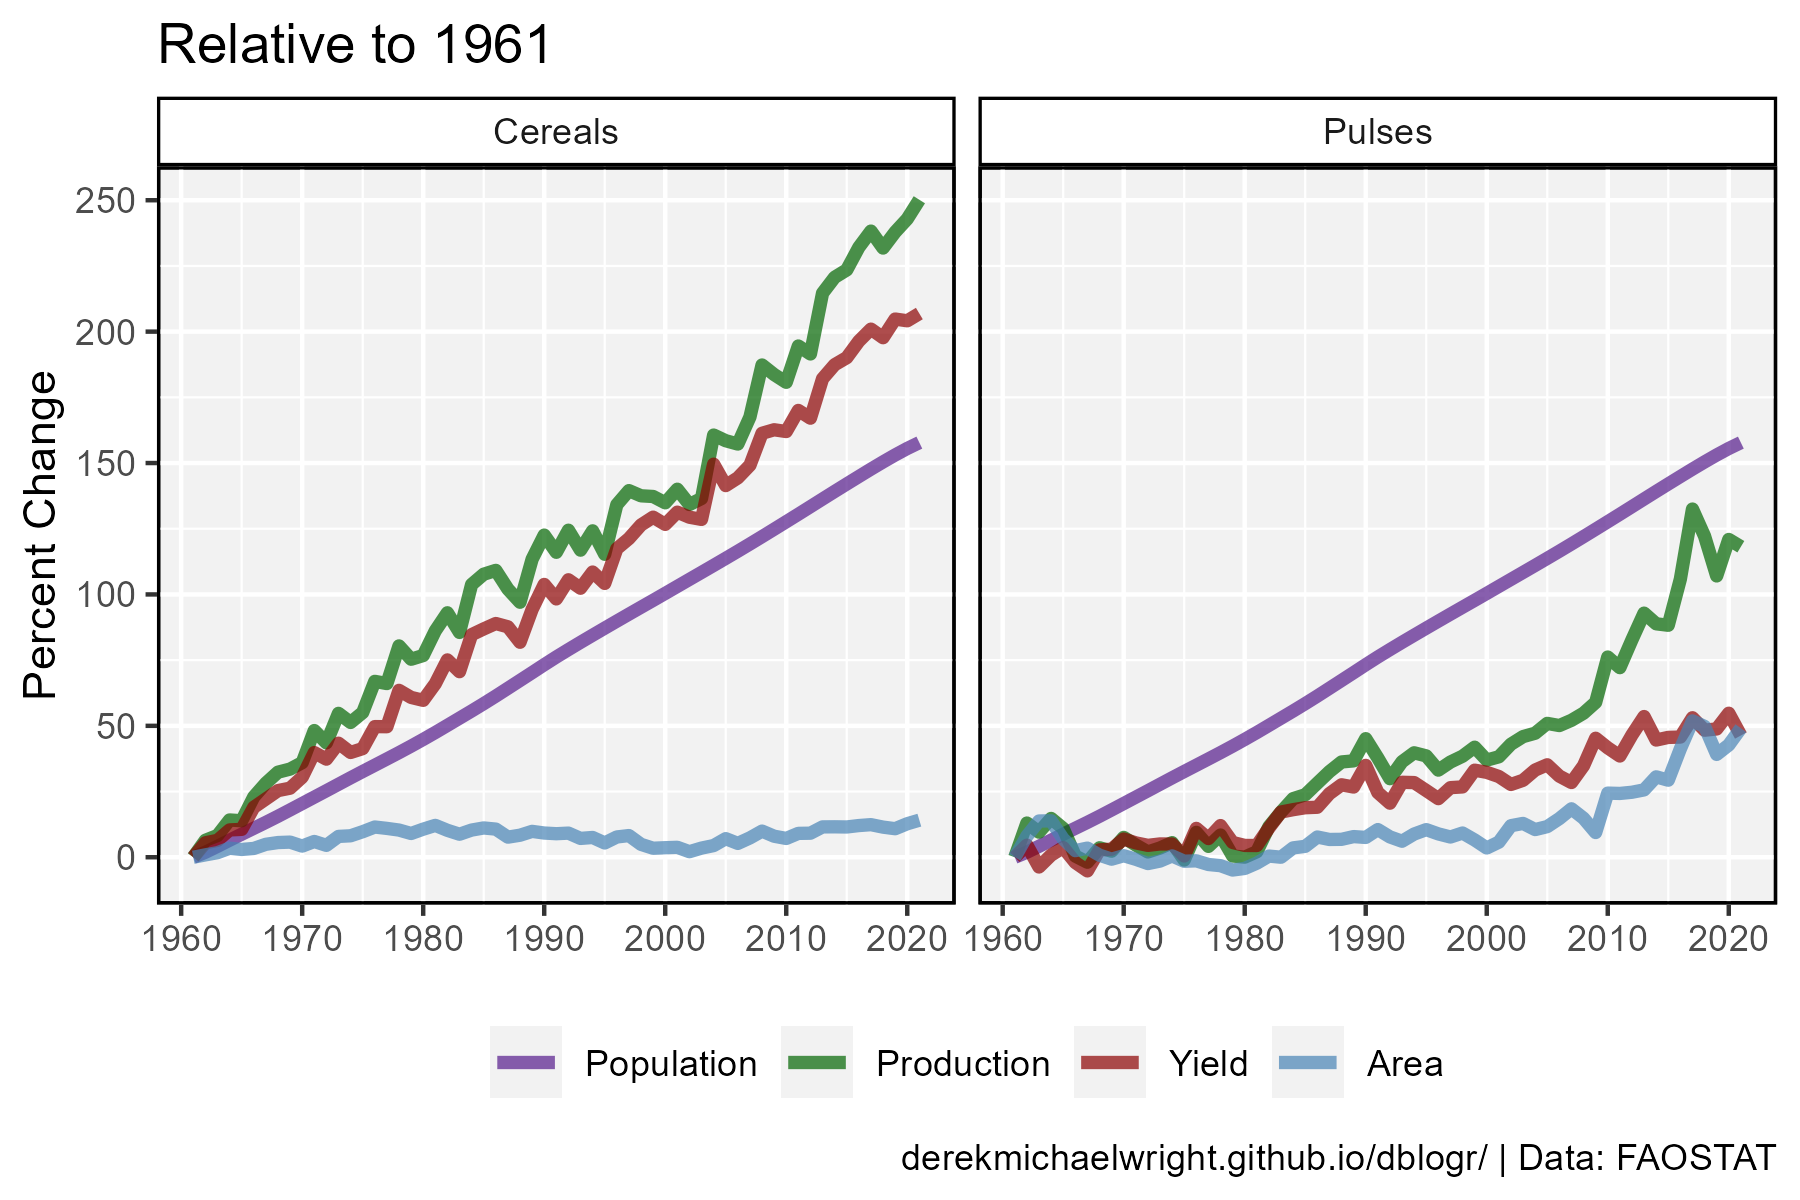 Relative to 1961
Cereals
Pulses
Percent Change
250
200
150
100
50
0
1960 1970 1980 1990 2000 2010 2020
1960 1970 1980 1990 2000 2010 2020
Population Production Yield Area
derekmichaelwright.github.io/dblogr/ | Data: FAOSTAT